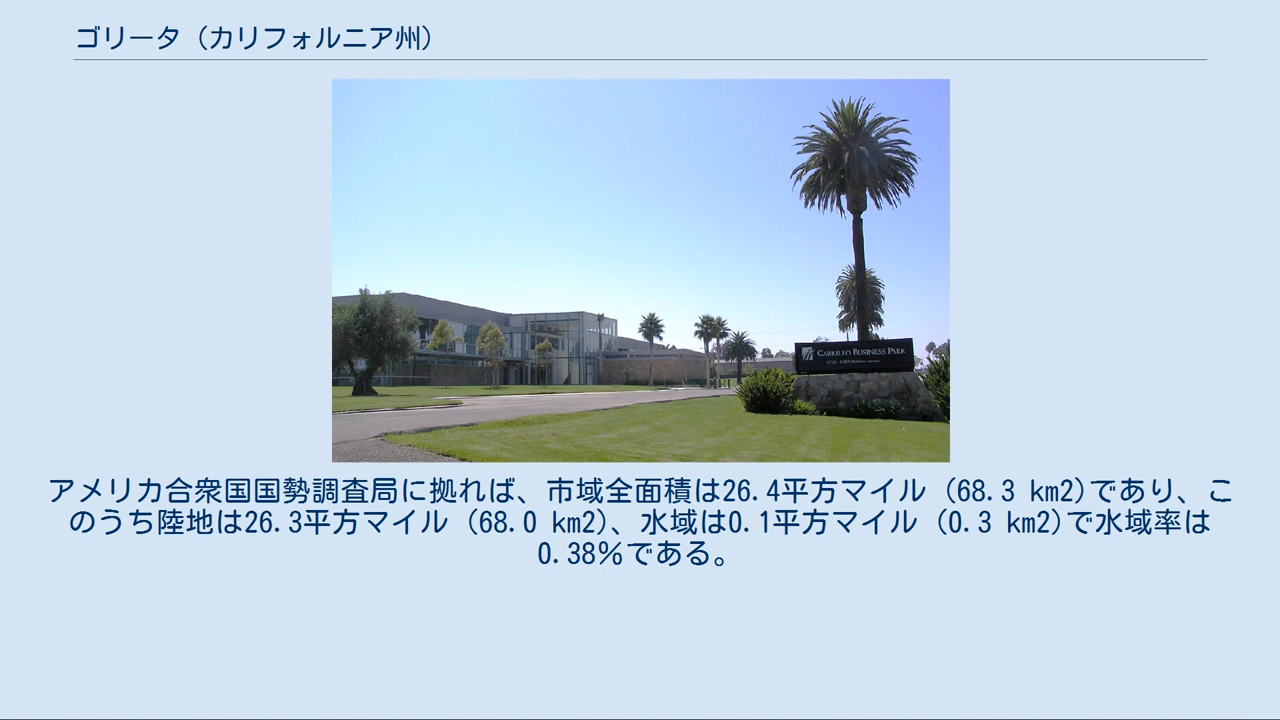 ゴリータ（カリフォルニア州）
CABRILLO BUSINESS PARK
アメリカ合衆国国勢調査局に拠れば、市域全面積は26.4平方マイル (68.3 km2)であり、こ
のうち陸地は26.3平方マイル (68.0 km2)、水域は0.1平方マイル (0.3 km2)で水域率は
0.38%である。